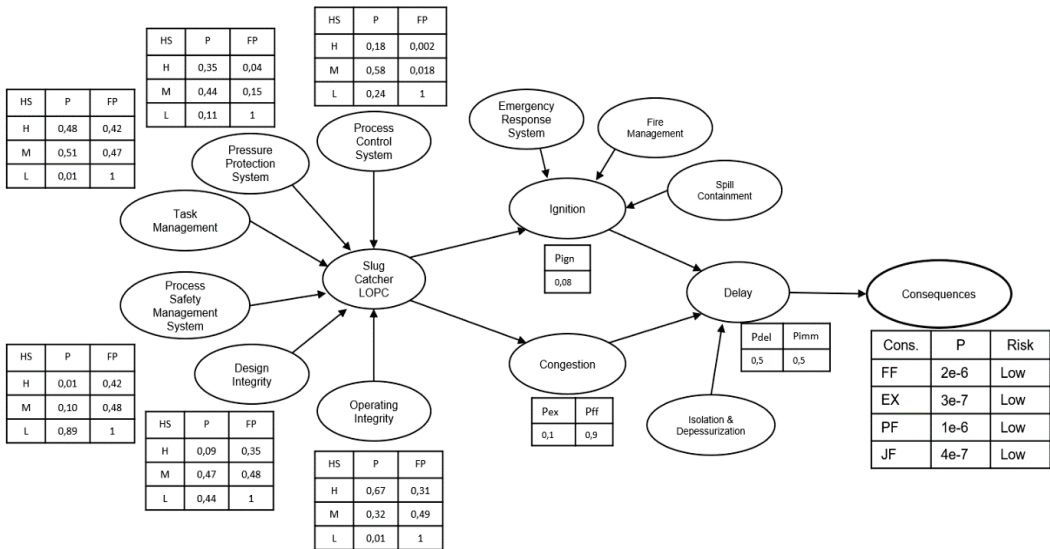 HS P FP
H 0,18 0,002
M 0,58 0,018
L 0,24 1
HS P FP
H 0,35 0,04
M 0,44 0,15
L 0,11 1
HS P FP
H 0,48 0,42
M 0,51 0,47
L 0,01 1
Process
Control
System
Pressure
Protection
System
Task
Management
Process
Safety
Management
System
Design
Integrity
Operating
Integrity
Slug
Catcher
LOPC
Emergency
Response
System
Fire
Management
Spill
Containment
Ignition
Pign
0,08
Congestion
Pex Pff
0,1 0,9
Delay
Pdel Pimm
0,5 0,5
Isolation &
Depessurization
Consequences
Cons. P Risk
FF 2e-6 Low
EX 3e-7 Low
PF 1e-6 Low
JF 4e-7 Low
HS P FP
H 0,01 0,42
M 0,10 0,48
L 0,89 1
HS P FP
H 0,09 0,35
M 0,47 0,48
L 0,44 1
HS P FP
H 0,67 0,31
M 0,32 0,49
L 0,01 1